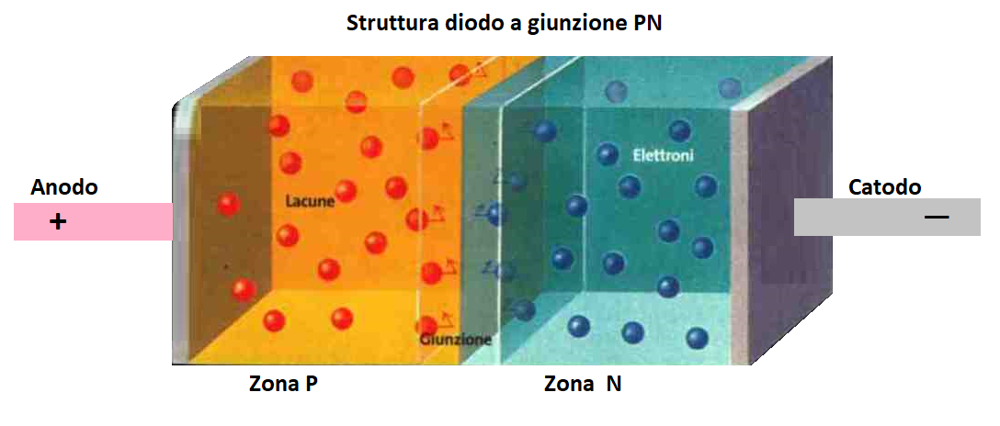 Struttura diodo a giunzione PN
Elettroni
Anodo
Catodo
Lacune
+
—
Giunzione
Zona P
Zona N